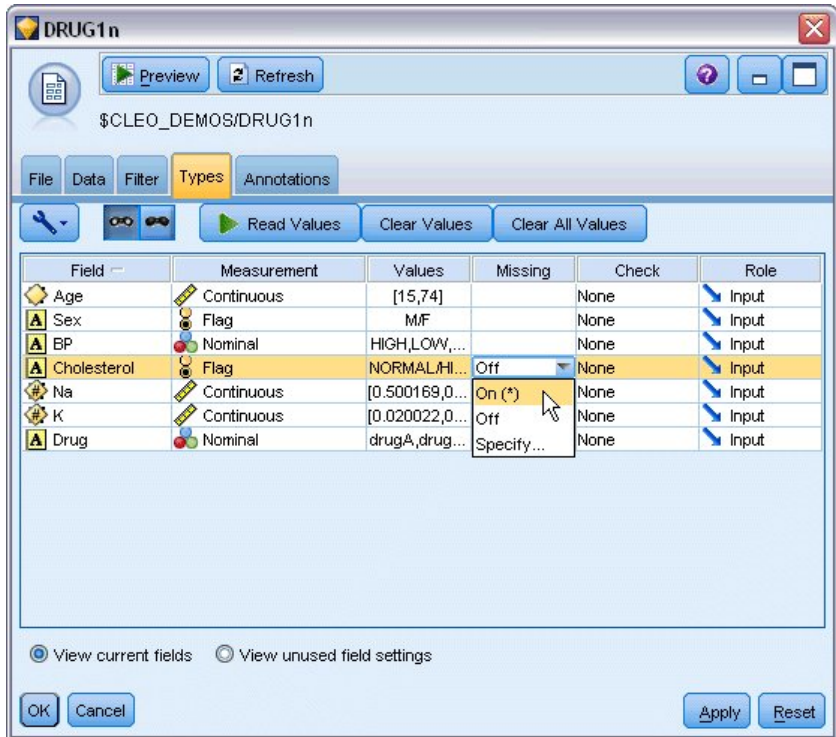 DRUG1n
Preview Refresh
$CLEO_DEMOS/DRUG1n
File Data Filter Types Annotations
Read Values Clear Values Clear All Values
Field Measurement Values Missing Check Role
Age Continuous [15,74] None Input
A Sex Flag M/F None Input
A BP Nominal HIGH,LOW,... None Input
A Cholesterol Flag NORMAL/HI... Off None Input
# Na Continuous [0.500169,0... On (*) None Input
# K Continuous [0.020022,0... Off None Input
A Drug Nominal drugA,drug... Specify... None Input
View current fields View unused field settings
OK Cancel Apply Reset